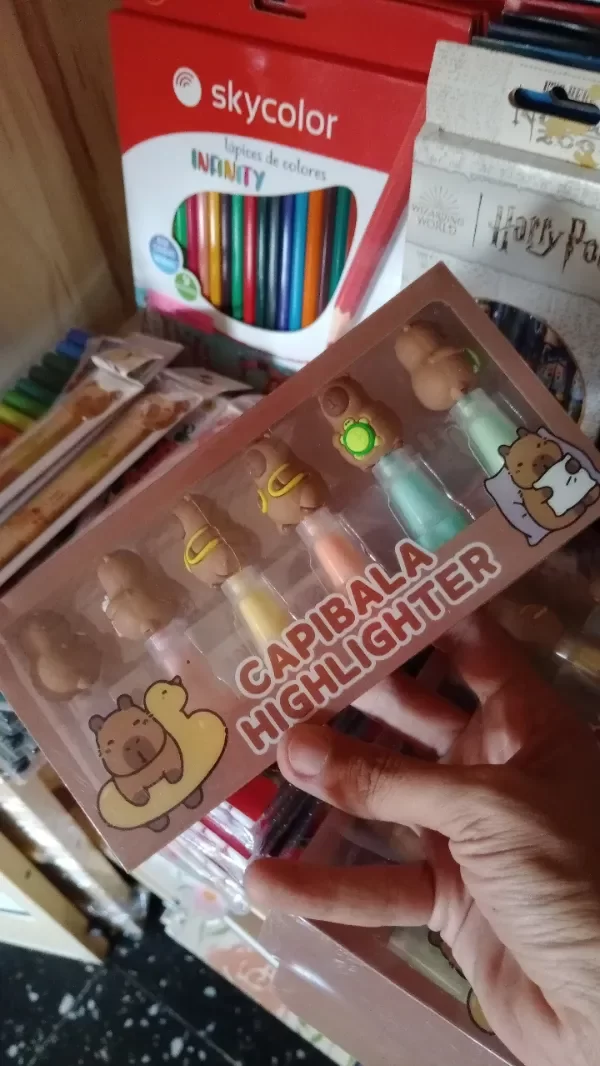 skycolor
lápices de colores
INFINITY
WIZARDING
WORLD
Harry Po
CAPIBALA
HIGHLIGHTER